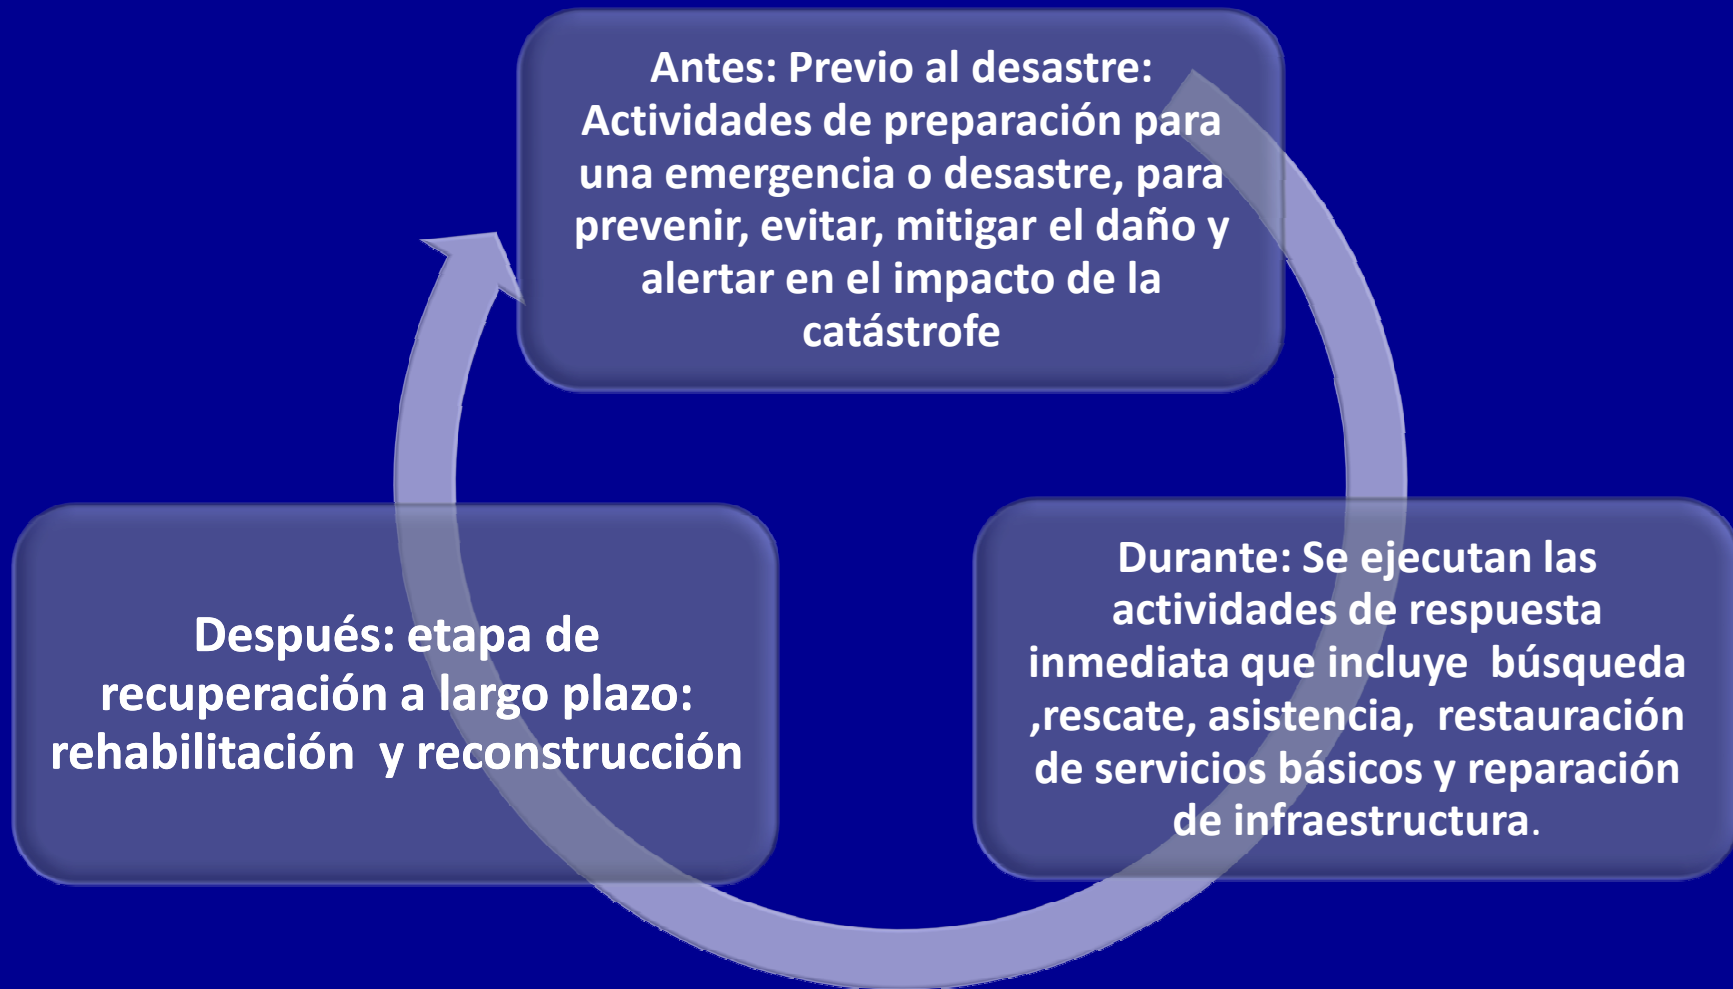 Antes: Previo al desastre:
Actividades de preparación para
una emergencia o desastre, para
prevenir, evitar, mitigar el daño y
alertar en el impacto de la
catástrofe
Durante: Se ejecutan las
actividades de respuesta
inmediata que incluye  búsqueda
,rescate, asistencia,  restauración
de servicios básicos y reparación
de infraestructura.
Después: etapa de
recuperación a largo plazo:
rehabilitación  y reconstrucción